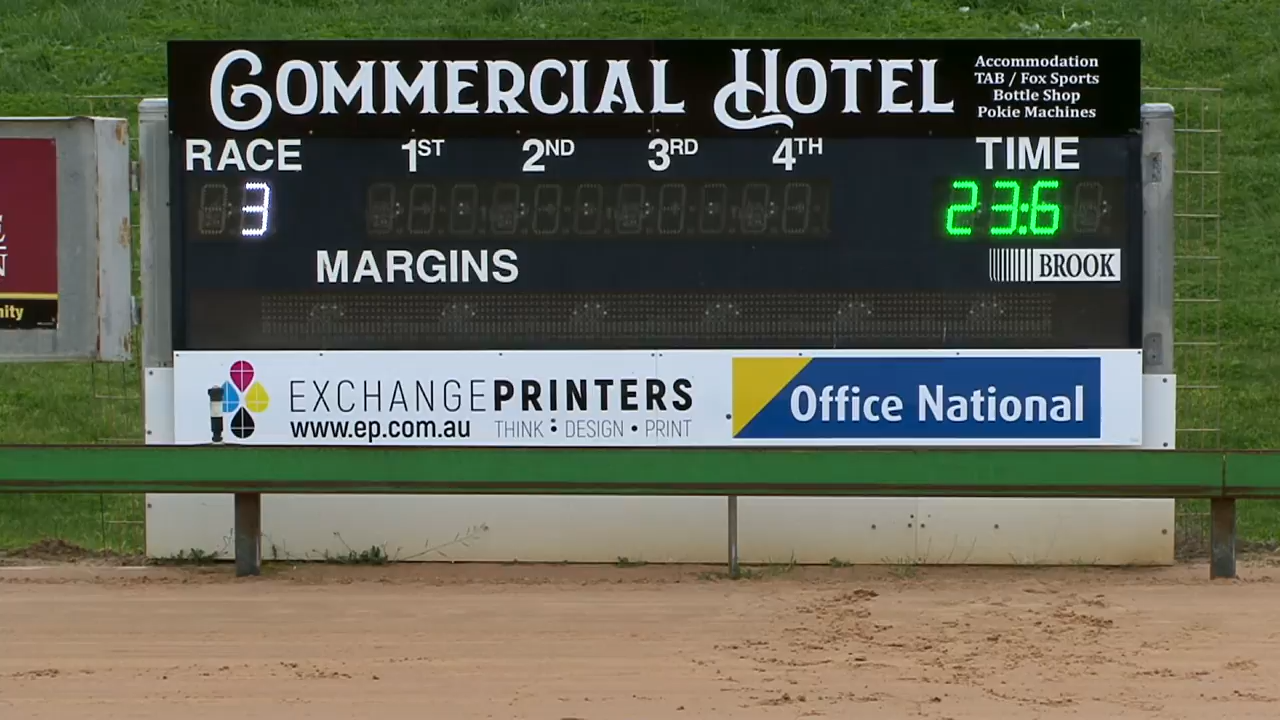 COMMERCIAL HOTEL
Accommodation
TAB / Fox Sports
Bottle Shop
Pokie Machines
RACE 1ST 2ND 3RD 4TH TIME
3 23:6
MARGINS
BROOK
EXCHANGEPRINTERS
www.ep.com.au THINK • DESIGN • PRINT
Office National